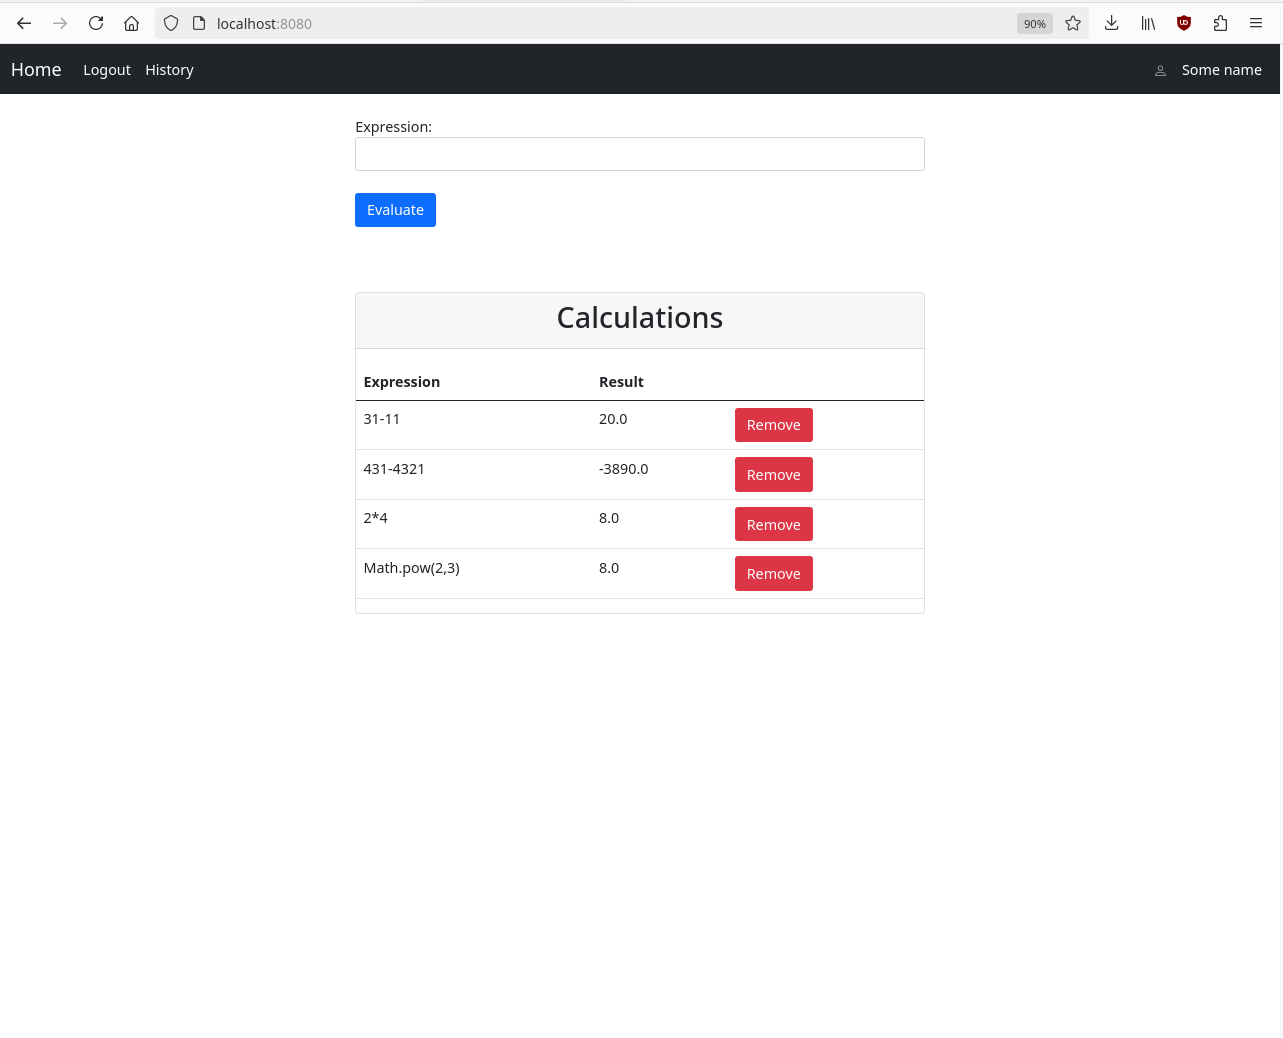 localhost:8080 90%
Home Logout History Some name
Expression:
Evaluate
Calculations
Expression Result
31-11 20.0 Remove
431-4321 -3890.0 Remove
2*4 8.0 Remove
Math.pow(2,3) 8.0 Remove